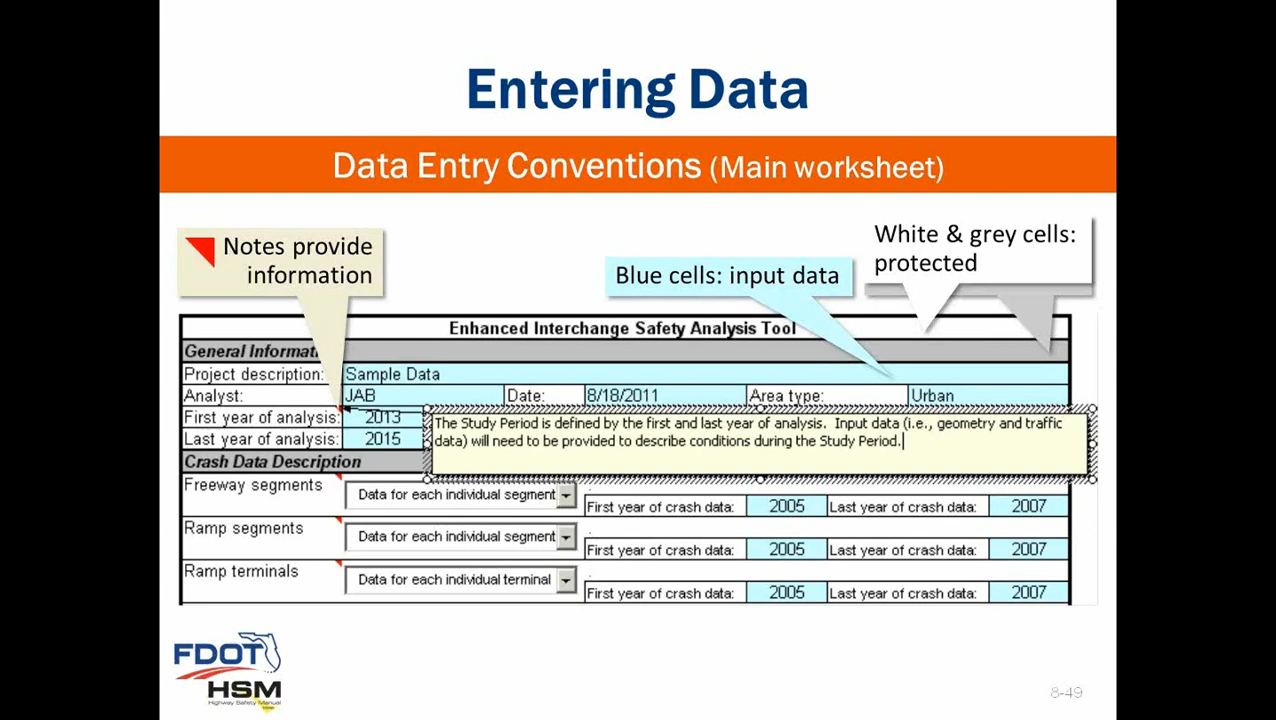 Entering Data
Data Entry Conventions (Main worksheet)
Notes provide
information
Blue cells: input data
White & grey cells:
protected
Enhanced Interchange Safety Analysis Tool
General Informati
Project description: Sample Data
Analyst: JAB Date: 8/18/2011 Area type: Urban
First year of analysis: 2013
Last year of analysis: 2015
The Study Period is defined by the first and last year of analysis. Input data (i.e., geometry and traffic
data) will need to be provided to describe conditions during the Study Period.
Crash Data Description
Freeway segments Data for each individual segment First year of crash data: 2005 Last year of crash data: 2007
Ramp segments Data for each individual segment First year of crash data: 2005 Last year of crash data: 2007
Ramp terminals Data for each individual terminal First year of crash data: 2005 Last year of crash data: 2007
FDOT
HSM
Highway Safety Manual
8-49